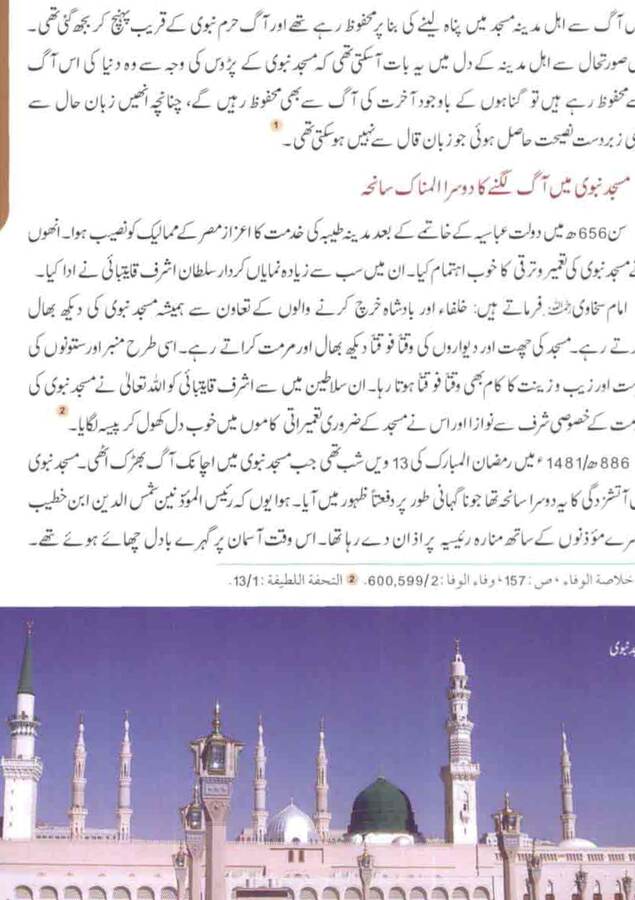 آگ سے اہل مدینہ مسجد میں پناہ لینے کی بنا پر محفوظ رہے تھے اور آگ حرم نبوی کے قریب پہنچ کر بجھ گئی تھی۔
صورتحال سے اہل مدینہ کے دل میں یہ بات آسکتی تھی کہ مسجد نبوی کے پڑوس کی وجہ سے وہ دنیا کی اس آگ
محفوظ رہے ہیں تو گناہوں کے باوجود آخرت کی آگ سے بھی محفوظ رہیں گے، چنانچہ انھیں زبان حال سے
زبردست نصیحت حاصل ہوئی جو زبان قال سے نہیں ہوسکتی تھی۔ 1
مسجد نبوی میں آگ لگنے کا دوسرا المناک سانحہ
سن 656ھ میں دولت عباسیہ کے خاتمے کے بعد مدینہ طیبہ کی خدمت کا اعزاز مصر کے ممالیک کو نصیب ہوا۔ انھوں
مسجد نبوی کی تعمیر و ترقی کا خوب اہتمام کیا۔ ان میں سب سے زیادہ نمایاں کردار سلطان اشرف قایتبائی نے ادا کیا۔
امام سخاوی رحمہ اللہ فرماتے ہیں: خلفاء اور بادشاہ خرچ کرنے والوں کے تعاون سے ہمیشہ مسجد نبوی کی دیکھ بھال
رتے رہے۔ مسجد کی چھت اور دیواروں کی وقتاً فوقتاً دیکھ بھال اور مرمت کراتے رہے۔ اسی طرح منبر اور ستونوں کی
اور زیب و زینت کا کام بھی وقتاً فوقتاً ہوتا رہا۔ ان سلاطین میں سے اشرف قایتبائی کو اللہ تعالیٰ نے مسجد نبوی کی
مت کے خصوصی شرف سے نوازا اور اس نے مسجد کے ضروری تعمیراتی کاموں میں خوب دل کھول کر پیسہ لگایا۔ 2
886ھ/1481ء میں رمضان المبارک کی 13 ویں شب تھی جب مسجد نبوی میں اچانک آگ بھڑک اٹھی۔ مسجد نبوی
آتشزدگی کا یہ دوسرا سانحہ تھا جو ناگہانی طور پر دفعتاً ظہور میں آیا۔ ہوا یوں کہ رئیس المؤذنین شمس الدین ابن خطیب
سرے مؤذنوں کے ساتھ منارہ رئیسیہ پر اذان دے رہا تھا۔ اس وقت آسمان پر گہرے بادل چھائے ہوئے تھے۔
خلاصة الوفاء، ص: 157، وفاء الوفا: 600,599/2. 2 التحفة اللطيفة: 13/1.
نبوی